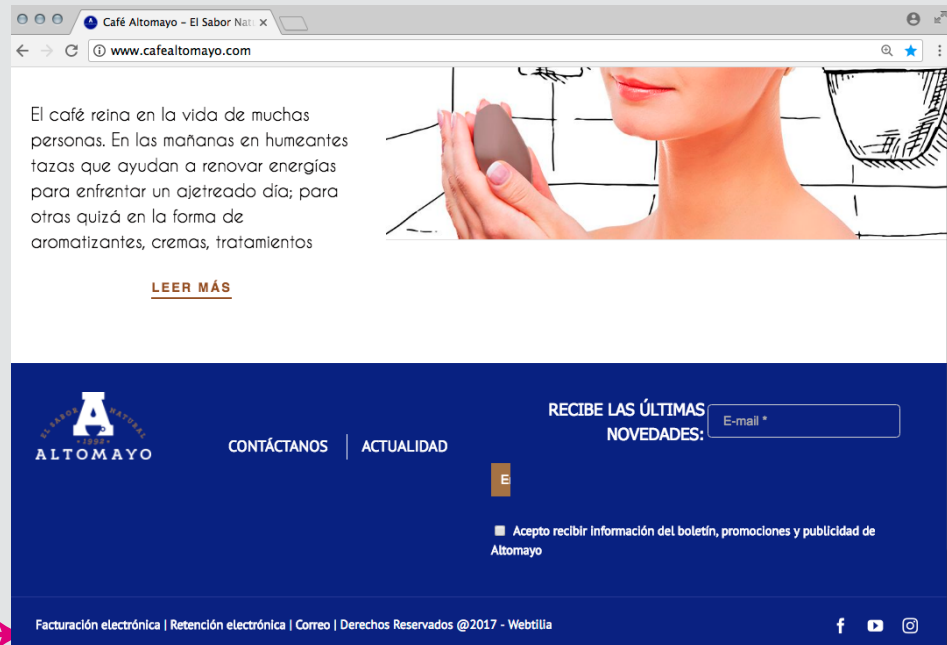 Café Altomayo – El Sabor Natu
www.cafealtomayo.com
El café reina en la vida de muchas
personas. En las mañanas en humeantes
tazas que ayudan a renovar energías
para enfrentar un ajetreado día; para
otras quizá en la forma de
aromatizantes, cremas, tratamientos
LEER MÁS
EL SABOR NATURAL
•1992•
ALTOMAYO
CONTÁCTANOS | ACTUALIDAD
RECIBE LAS ÚLTIMAS
NOVEDADES:
E-mail *
E
Acepto recibir información del boletín, promociones y publicidad de
Altomayo
Facturación electrónica | Retención electrónica | Correo | Derechos Reservados @2017 - Webtilia